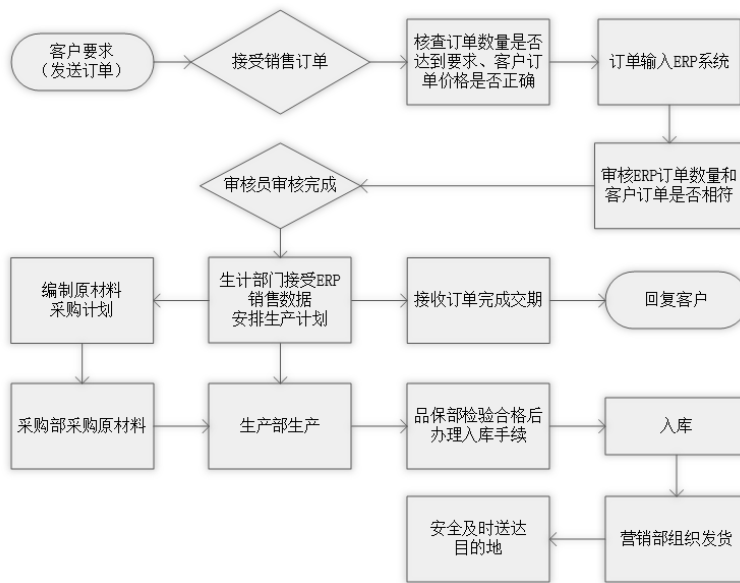 客户要求
（发送订单）
接受销售订单
核查订单数量是否
达到要求、客户订
单价格是否正确
订单输入ERP系统
审核员审核完成
审核ERP订单数量和
客户订单是否相符
编制原材料
采购计划
生计部门接受ERP
销售数据
安排生产计划
接收订单完成交期
回复客户
采购部采购原材料
生产部生产
品保部检验合格后
办理入库手续
入库
安全及时送达
目的地
营销部组织发货